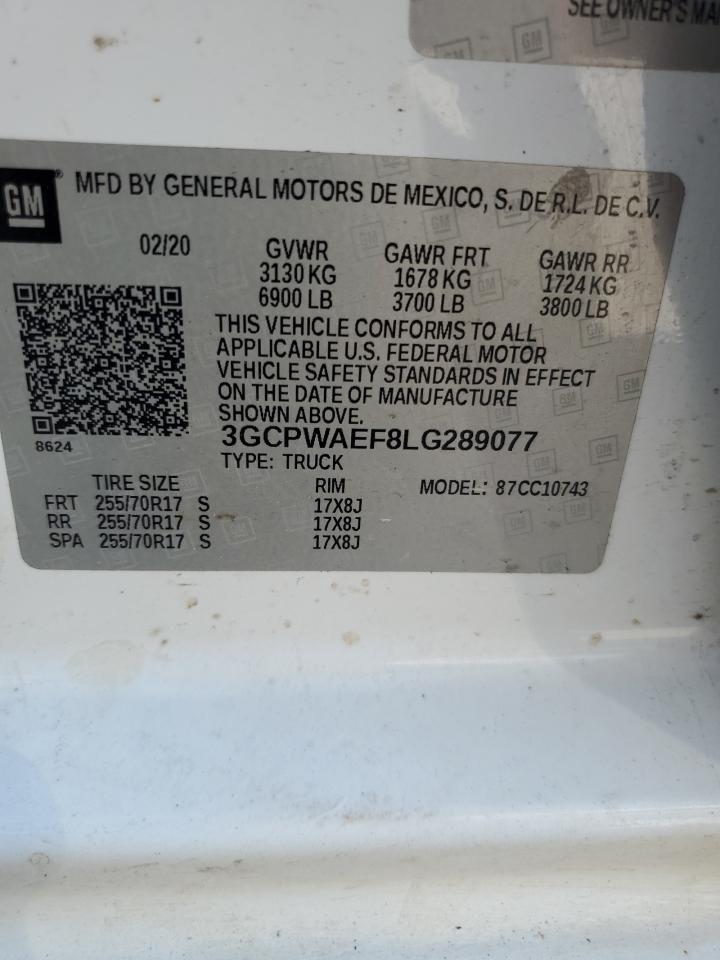 SEE OWNER'S MA
GM
GM® MFD BY GENERAL MOTORS DE MEXICO, S. DE R.L. DE C.V.
02/20 GVWR GAWR FRT GAWR RR
3130 KG 1678 KG 1724 KG
6900 LB 3700 LB 3800 LB
THIS VEHICLE CONFORMS TO ALL
APPLICABLE U.S. FEDERAL MOTOR
VEHICLE SAFETY STANDARDS IN EFFECT
ON THE DATE OF MANUFACTURE
SHOWN ABOVE.
8624 3GCPWAEF8LG289077
TYPE: TRUCK
TIRE SIZE RIM MODEL: 87CC10743
FRT 255/70R17 S 17X8J
RR 255/70R17 S 17X8J
SPA 255/70R17 S 17X8J